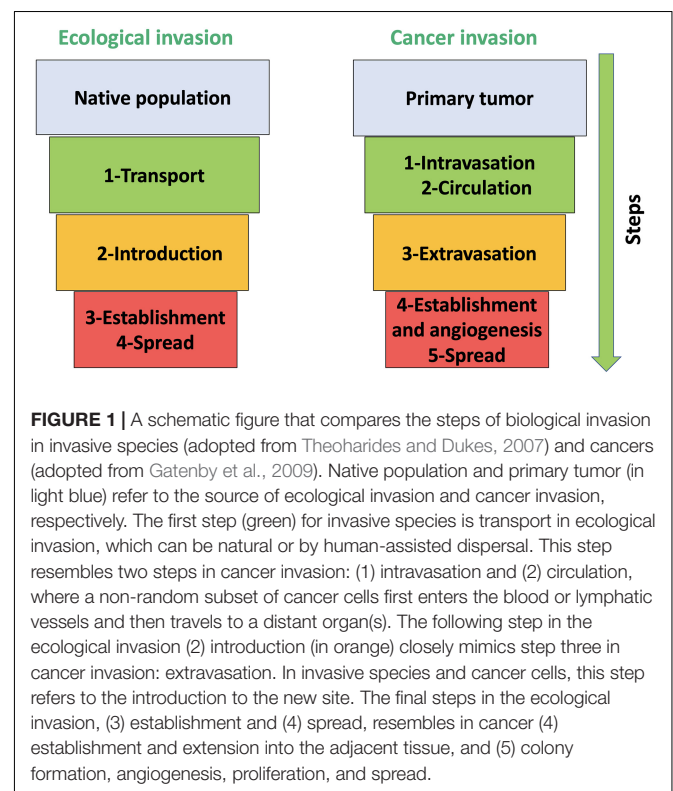 Ecological invasion
Cancer invasion
Native population
Primary tumor
1-Transport
1-Intravasation
2-Circulation
2-Introduction
3-Extravasation
3-Establishment
4-Spread
4-Establishment
and angiogenesis
5-Spread
Steps
FIGURE 1 | A schematic figure that compares the steps of biological invasion
in invasive species (adopted from Theoharides and Dukes, 2007) and cancers
(adopted from Gatenby et al., 2009). Native population and primary tumor (in
light blue) refer to the source of ecological invasion and cancer invasion,
respectively. The first step (green) for invasive species is transport in ecological
invasion, which can be natural or by human-assisted dispersal. This step
resembles two steps in cancer invasion: (1) intravasation and (2) circulation,
where a non-random subset of cancer cells first enters the blood or lymphatic
vessels and then travels to a distant organ(s). The following step in the
ecological invasion (2) introduction (in orange) closely mimics step three in
cancer invasion: extravasation. In invasive species and cancer cells, this step
refers to the introduction to the new site. The final steps in the ecological
invasion, (3) establishment and (4) spread, resembles in cancer (4)
establishment and extension into the adjacent tissue, and (5) colony
formation, angiogenesis, proliferation, and spread.